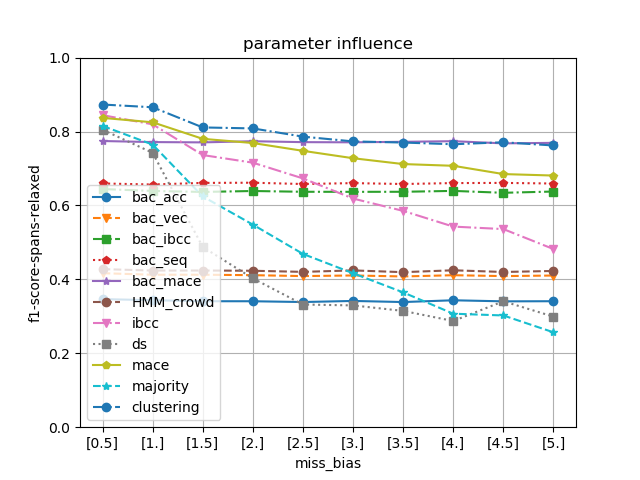 parameter influence
f1-score-spans-relaxed
1.0
0.8
0.6
0.4
0.2
0.0
bac_acc
bac_vec
bac_ibcc
bac_seq
bac_mace
HMM_crowd
ibcc
ds
mace
majority
clustering
[0.5] [1.] [1.5] [2.] [2.5] [3.] [3.5] [4.] [4.5] [5.]
miss_bias